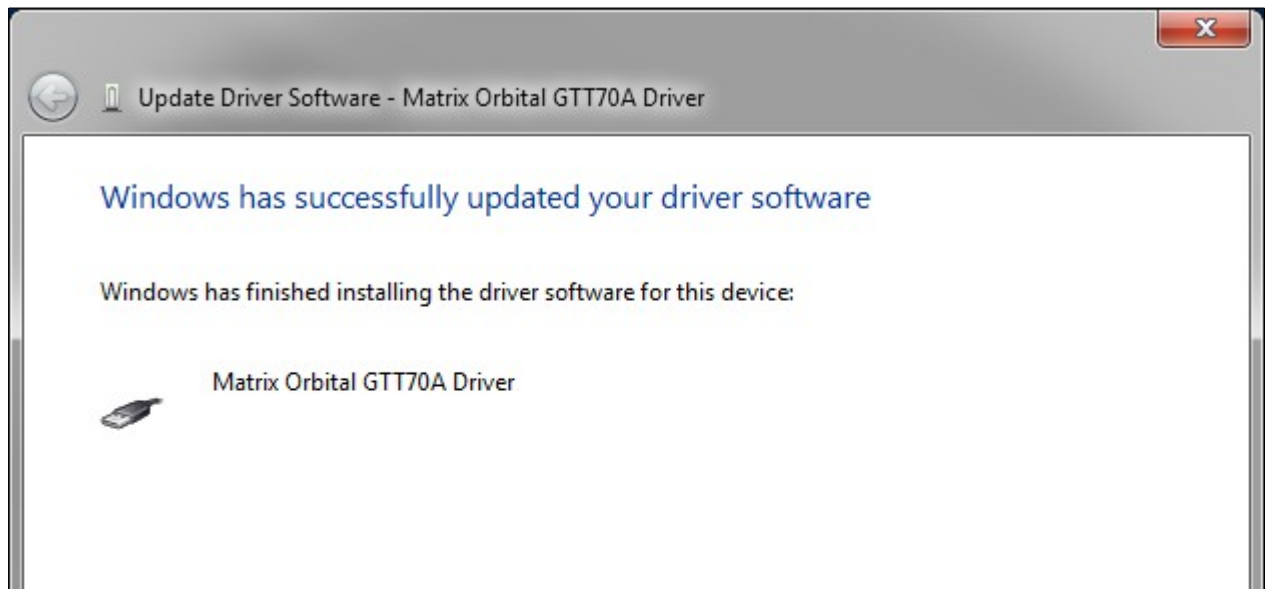 Update Driver Software - Matrix Orbital GTT70A Driver
Windows has successfully updated your driver software
Windows has finished installing the driver software for this device:
Matrix Orbital GTT70A Driver